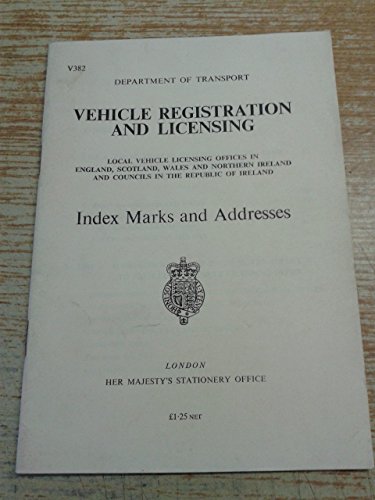 V382
DEPARTMENT OF TRANSPORT
VEHICLE REGISTRATION
AND LICENSING
LOCAL VEHICLE LICENSING OFFICES IN
ENGLAND, SCOTLAND, WALES AND NORTHERN IRELAND
AND COUNCILS IN THE REPUBLIC OF IRELAND
Index Marks and Addresses
LONDON
HER MAJESTY'S STATIONERY OFFICE
£1·25 NET